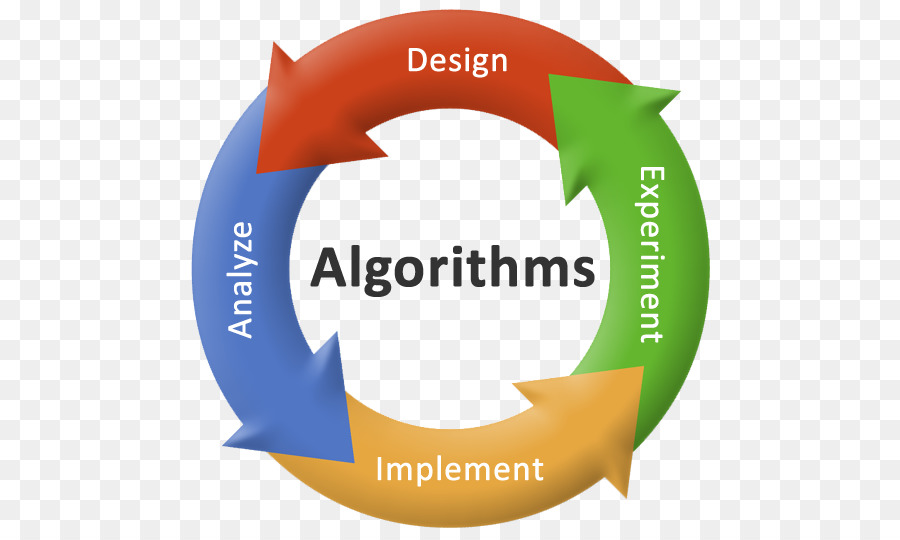 Design
Experiment
Algorithms
Analyze
Implement